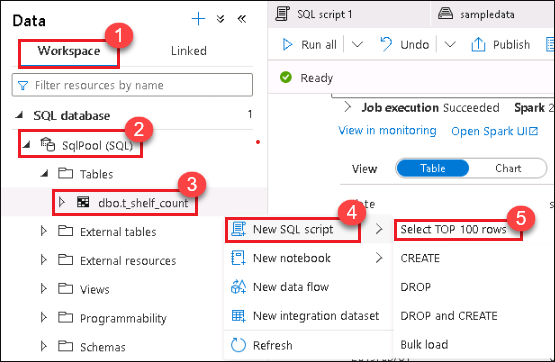 Data
Workspace
1
Linked
Filter resources by name
SQL database
1
2
SqlPool (SQL)
Tables
3
dbo.t_shelf_count
External tables
External resources
Views
Programmability
Schemas
SQL script 1
sampledata
Run all
Undo
Publish
Ready
Job execution Succeeded Spark 2
View in monitoring
Open Spark UI
View
Table
Chart
4
New SQL script
New notebook
New data flow
New integration dataset
Refresh
5
Select TOP 100 rows
CREATE
DROP
DROP and CREATE
Bulk load